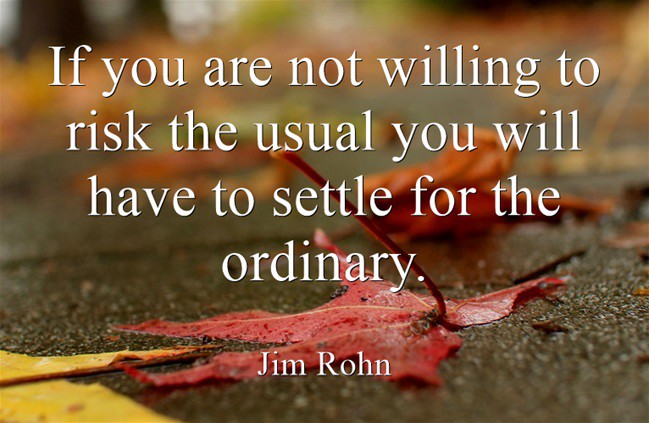 If you are not willing to
risk the usual you will
have to settle for the
ordinary.
Jim Rohn